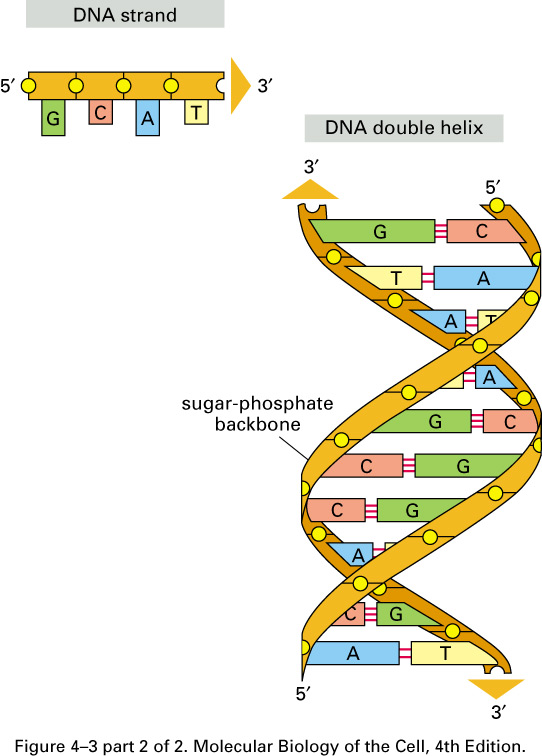 DNA strand
5′ 3′
G C A T
DNA double helix
3′
5′
G C
T A
A T
A
sugar-phosphate
backbone
G C
C G
C G
A
C G
A T
5′
3′
Figure 4–3 part 2 of 2. Molecular Biology of the Cell, 4th Edition.